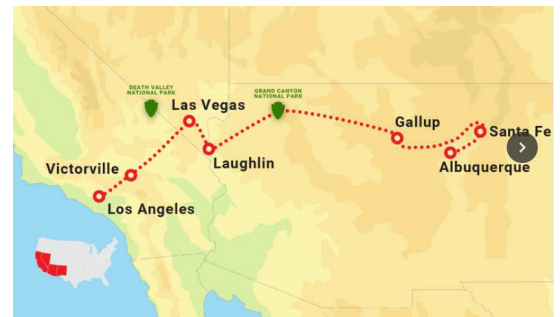 DEATH VALLEY
NATIONAL PARK
GRAND CANYON
NATIONAL PARK
Las Vegas
Gallup
Santa Fe
Victorville
Laughlin
Albuquerque
Los Angeles